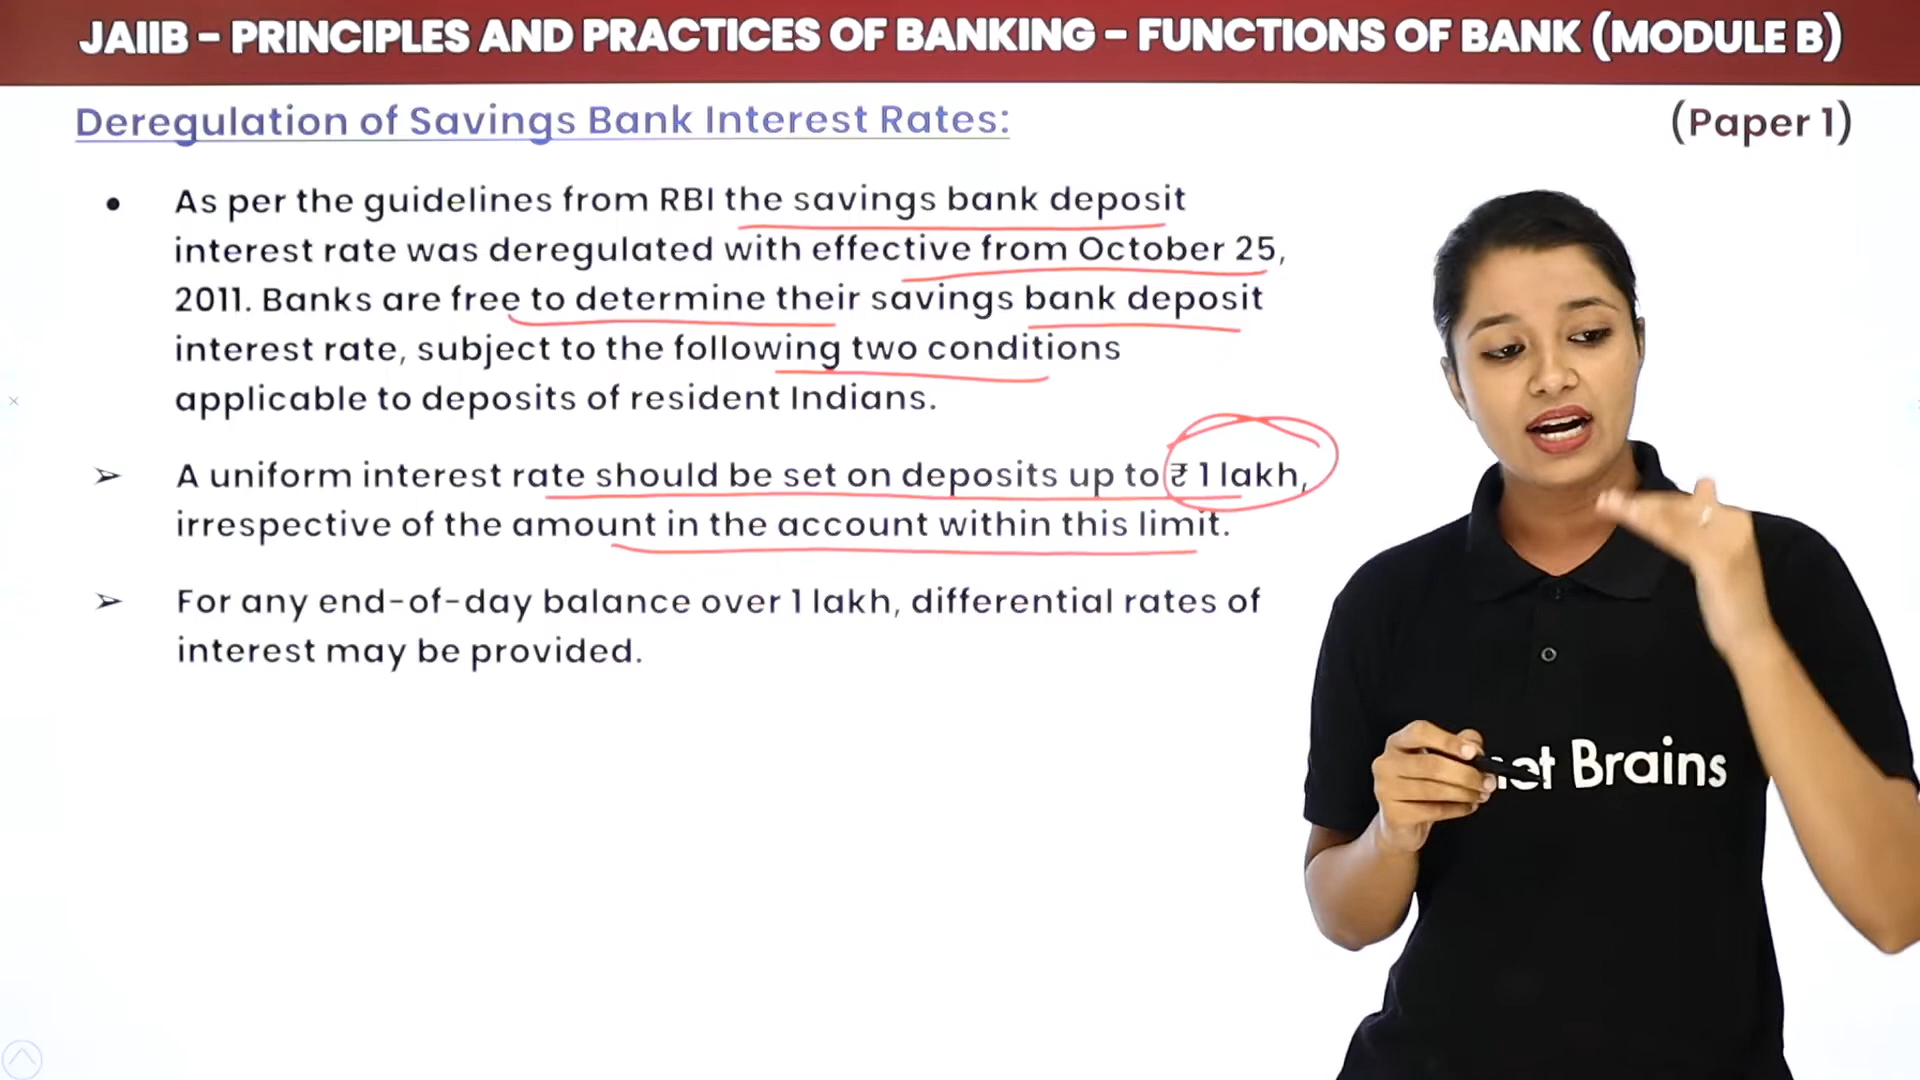 JAIIB – PRINCIPLES AND PRACTICES OF BANKING – FUNCTIONS OF BANK (MODULE B)
Deregulation of Savings Bank Interest Rates:
(Paper 1)
• As per the guidelines from RBI the savings bank deposit
interest rate was deregulated with effective from October 25,
2011. Banks are free to determine their savings bank deposit
interest rate, subject to the following two conditions
applicable to deposits of resident Indians.
➢ A uniform interest rate should be set on deposits up to ₹ 1 lakh,
irrespective of the amount in the account within this limit.
➢ For any end-of-day balance over 1 lakh, differential rates of
interest may be provided.
Brains